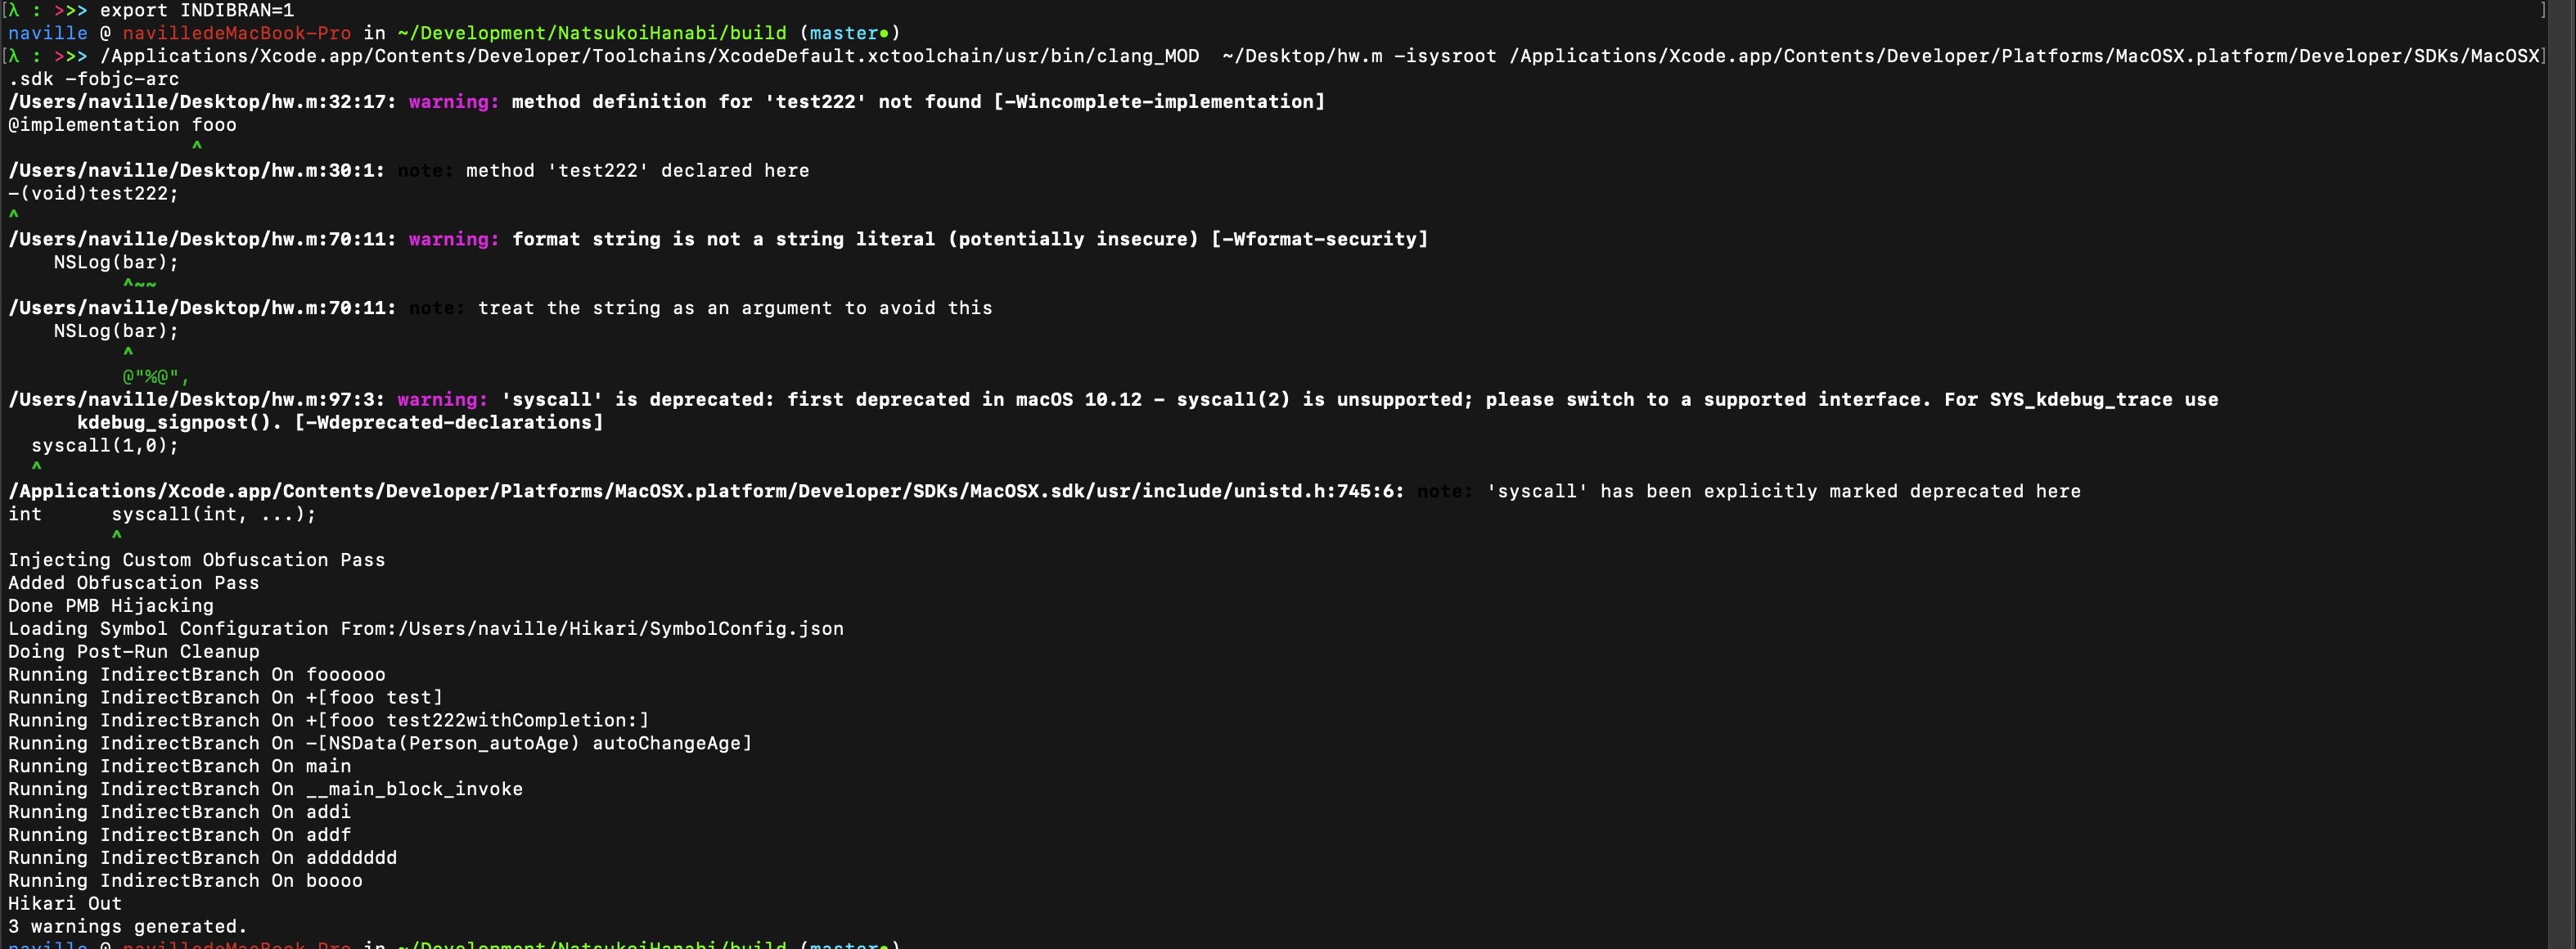 [λ : >>> export INDIBRAN=1 ]
naville @ navilledeMacBook-Pro in ~/Development/NatsukoiHanabi/build (master●)
[λ : >>> /Applications/Xcode.app/Contents/Developer/Toolchains/XcodeDefault.xctoolchain/usr/bin/clang_MOD  ~/Desktop/hw.m -isysroot /Applications/Xcode.app/Contents/Developer/Platforms/MacOSX.platform/Developer/SDKs/MacOSX]
.sdk -fobjc-arc
/Users/naville/Desktop/hw.m:32:17: warning: method definition for 'test222' not found [-Wincomplete-implementation]
@implementation fooo
                ^
/Users/naville/Desktop/hw.m:30:1: note: method 'test222' declared here
-(void)test222;
^
/Users/naville/Desktop/hw.m:70:11: warning: format string is not a string literal (potentially insecure) [-Wformat-security]
    NSLog(bar);
          ^~~
/Users/naville/Desktop/hw.m:70:11: note: treat the string as an argument to avoid this
    NSLog(bar);
          ^
          @"%@",
/Users/naville/Desktop/hw.m:97:3: warning: 'syscall' is deprecated: first deprecated in macOS 10.12 - syscall(2) is unsupported; please switch to a supported interface. For SYS_kdebug_trace use
      kdebug_signpost(). [-Wdeprecated-declarations]
  syscall(1,0);
  ^
/Applications/Xcode.app/Contents/Developer/Platforms/MacOSX.platform/Developer/SDKs/MacOSX.sdk/usr/include/unistd.h:745:6: note: 'syscall' has been explicitly marked deprecated here
int      syscall(int, ...);
         ^
Injecting Custom Obfuscation Pass
Added Obfuscation Pass
Done PMB Hijacking
Loading Symbol Configuration From:/Users/naville/Hikari/SymbolConfig.json
Doing Post-Run Cleanup
Running IndirectBranch On foooooo
Running IndirectBranch On +[fooo test]
Running IndirectBranch On +[fooo test222withCompletion:]
Running IndirectBranch On -[NSData(Person_autoAge) autoChangeAge]
Running IndirectBranch On main
Running IndirectBranch On __main_block_invoke
Running IndirectBranch On addi
Running IndirectBranch On addf
Running IndirectBranch On addddddd
Running IndirectBranch On boooo
Hikari Out
3 warnings generated.
naville @ navilledeMacBook-Pro in ~/Development/NatsukoiHanabi/build (master●)